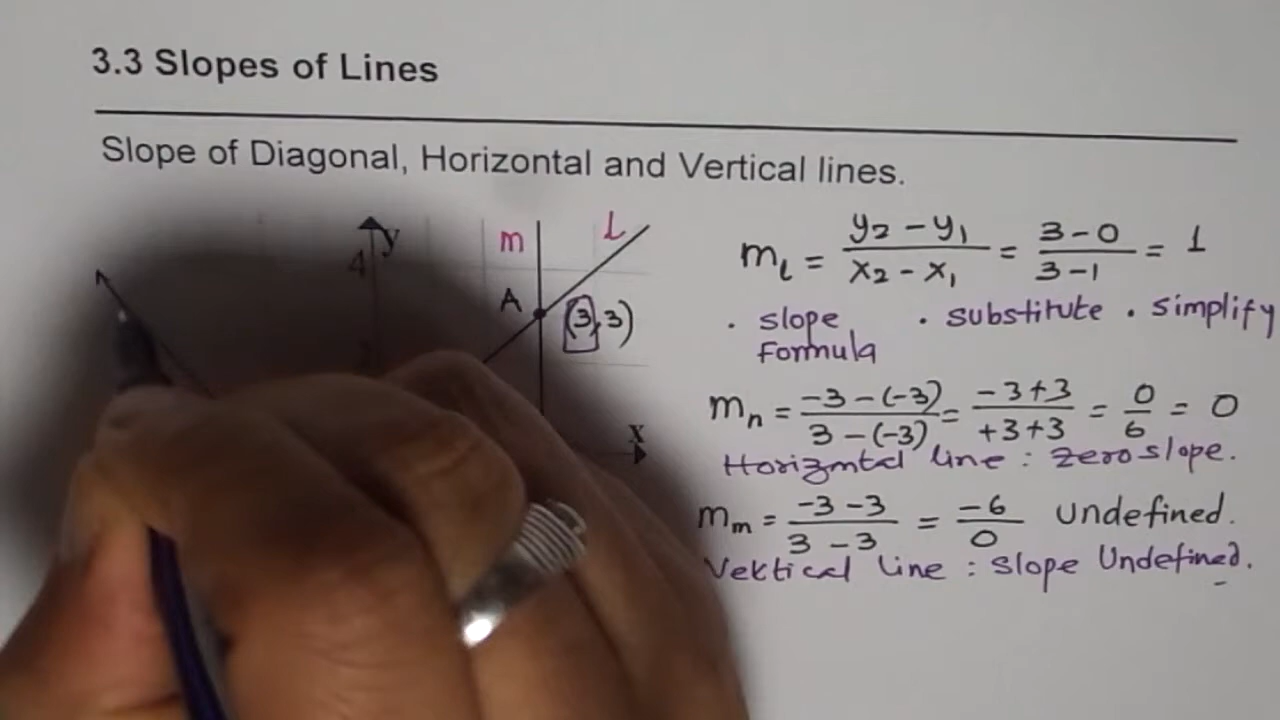 3.3 Slopes of Lines
Slope of Diagonal, Horizontal and Vertical lines.
y
4
m
l
A
(3,3)
x
m_l = (y₂ - y₁)/(x₂ - x₁) = (3 - 0)/(3 - 1) = 1
· slope formula · substitute · simplify
m_n = (-3 - (-3))/(3 - (-3)) = (-3+3)/(+3+3) = 0/6 = 0
Horizontal line : zero slope.
m_m = (-3 - 3)/(3 - 3) = -6/0 Undefined.
Vertical line : slope Undefined.